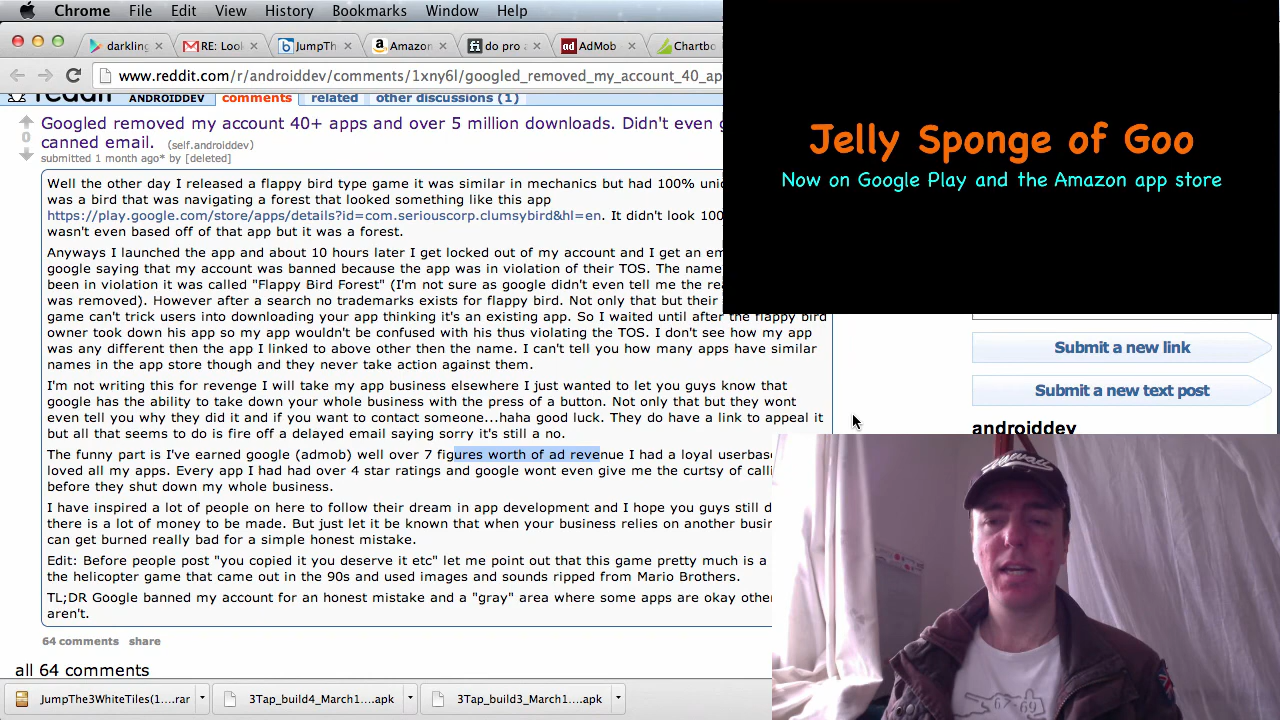 Chrome File Edit View History Bookmarks Window Help
darkling
RE: Look
JumpTh
Amazon
do pro a
AdMob
Chartbo
www.reddit.com/r/androiddev/comments/1xny6l/googled_removed_my_account_40_ap
reddit ANDROIDDEV comments related other discussions (1)
Googled removed my account 40+ apps and over 5 million downloads. Didn't even g
canned email. (self.androiddev)
0
submitted 1 month ago* by [deleted]
Well the other day I released a flappy bird type game it was similar in mechanics but had 100% uni
was a bird that was navigating a forest that looked something like this app
https://play.google.com/store/apps/details?id=com.seriouscorp.clumsybird&hl=en. It didn't look 100
wasn't even based off of that app but it was a forest.
Anyways I launched the app and about 10 hours later I get locked out of my account and I get an em
google saying that my account was banned because the app was in violation of their TOS. The name
been in violation it was called "Flappy Bird Forest" (I'm not sure as google didn't even tell me the rea
was removed). However after a search no trademarks exists for flappy bird. Not only that but their
game can't trick users into downloading your app thinking it's an existing app. So I waited until after the flappy bird
owner took down his app so my app wouldn't be confused with his thus violating the TOS. I don't see how my app
was any different then the app I linked to above other then the name. I can't tell you how many apps have similar
names in the app store though and they never take action against them.
I'm not writing this for revenge I will take my app business elsewhere I just wanted to let you guys know that
google has the ability to take down your whole business with the press of a button. Not only that but they wont
even tell you why they did it and if you want to contact someone...haha good luck. They do have a link to appeal it
but all that seems to do is fire off a delayed email saying sorry it's still a no.
The funny part is I've earned google (admob) well over 7 figures worth of ad revenue I had a loyal userbase
loved all my apps. Every app I had had over 4 star ratings and google wont even give me the curtsy of calli
before they shut down my whole business.
I have inspired a lot of people on here to follow their dream in app development and I hope you guys still d
there is a lot of money to be made. But just let it be known that when your business relies on another busin
can get burned really bad for a simple honest mistake.
Edit: Before people post "you copied it you deserve it etc" let me point out that this game pretty much is a
the helicopter game that came out in the 90s and used images and sounds ripped from Mario Brothers.
TL;DR Google banned my account for an honest mistake and a "gray" area where some apps are okay other
aren't.
64 comments share
all 64 comments
JumpThe3WhiteTiles(1....rar
3Tap_build4_March1....apk
3Tap_build3_March1....apk
Jelly Sponge of Goo
Now on Google Play and the Amazon app store
Submit a new link
Submit a new text post
androiddev
67-69